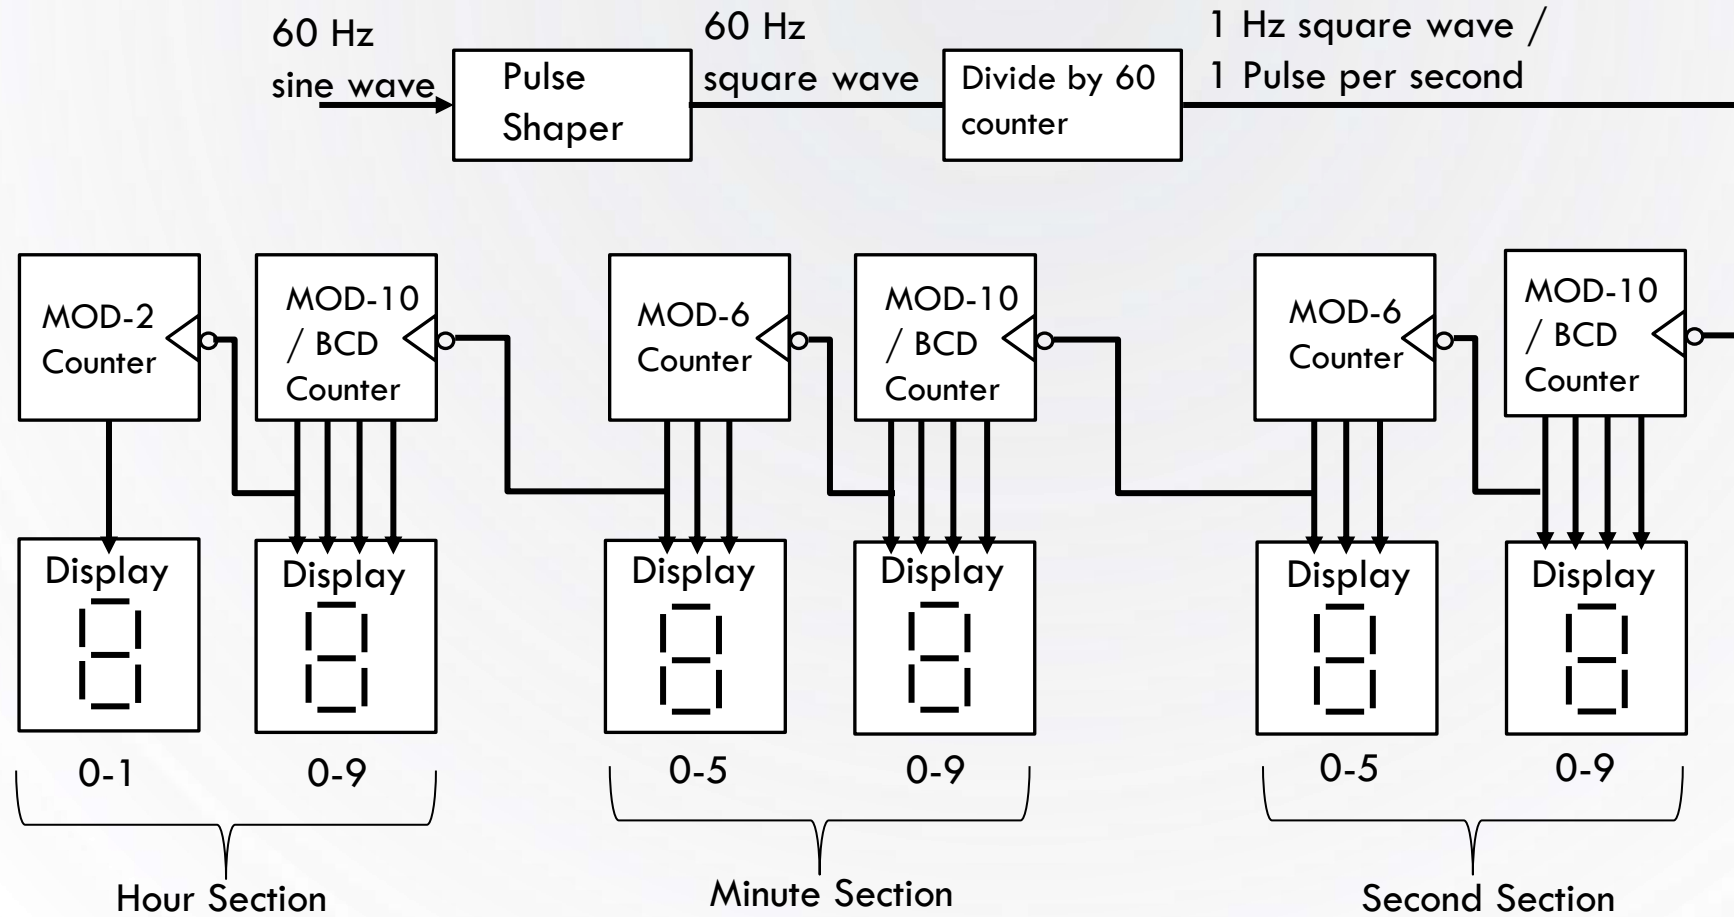 60 Hz
sine wave
Pulse
Shaper
60 Hz
square wave
Divide by 60
counter
1 Hz square wave /
1 Pulse per second
MOD-2
Counter
MOD-10
/ BCD
Counter
MOD-6
Counter
MOD-10
/ BCD
Counter
MOD-6
Counter
MOD-10
/ BCD
Counter
Display
Display
Display
Display
Display
Display
0-1
0-9
0-5
0-9
0-5
0-9
Hour Section
Minute Section
Second Section